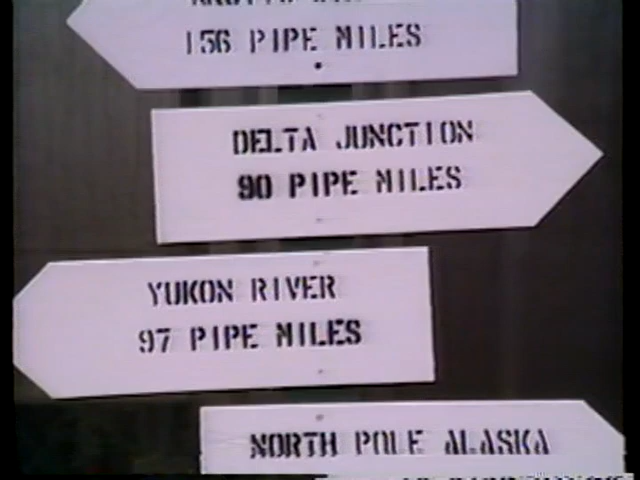 156 PIPE MILES
DELTA JUNCTION
90 PIPE MILES
YUKON RIVER
97 PIPE MILES
NORTH POLE ALASKA